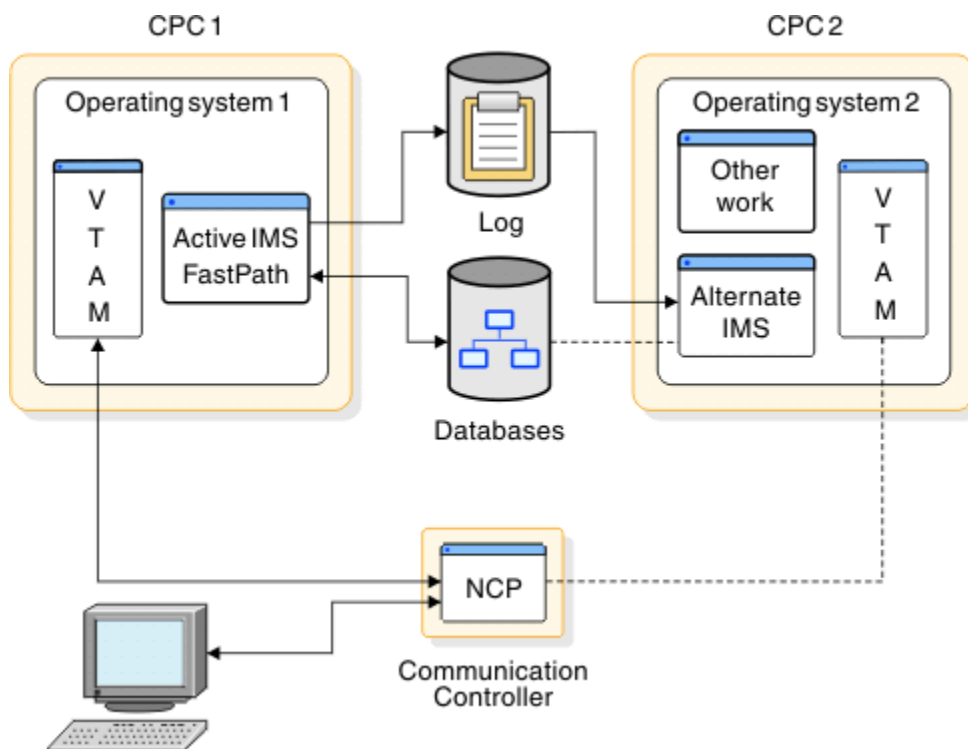 CPC 1
CPC 2
Operating system 1
V
T
A
M
Active IMS
FastPath
Log
Databases
Operating system 2
Other
work
Alternate
IMS
V
T
A
M
NCP
Communication
Controller